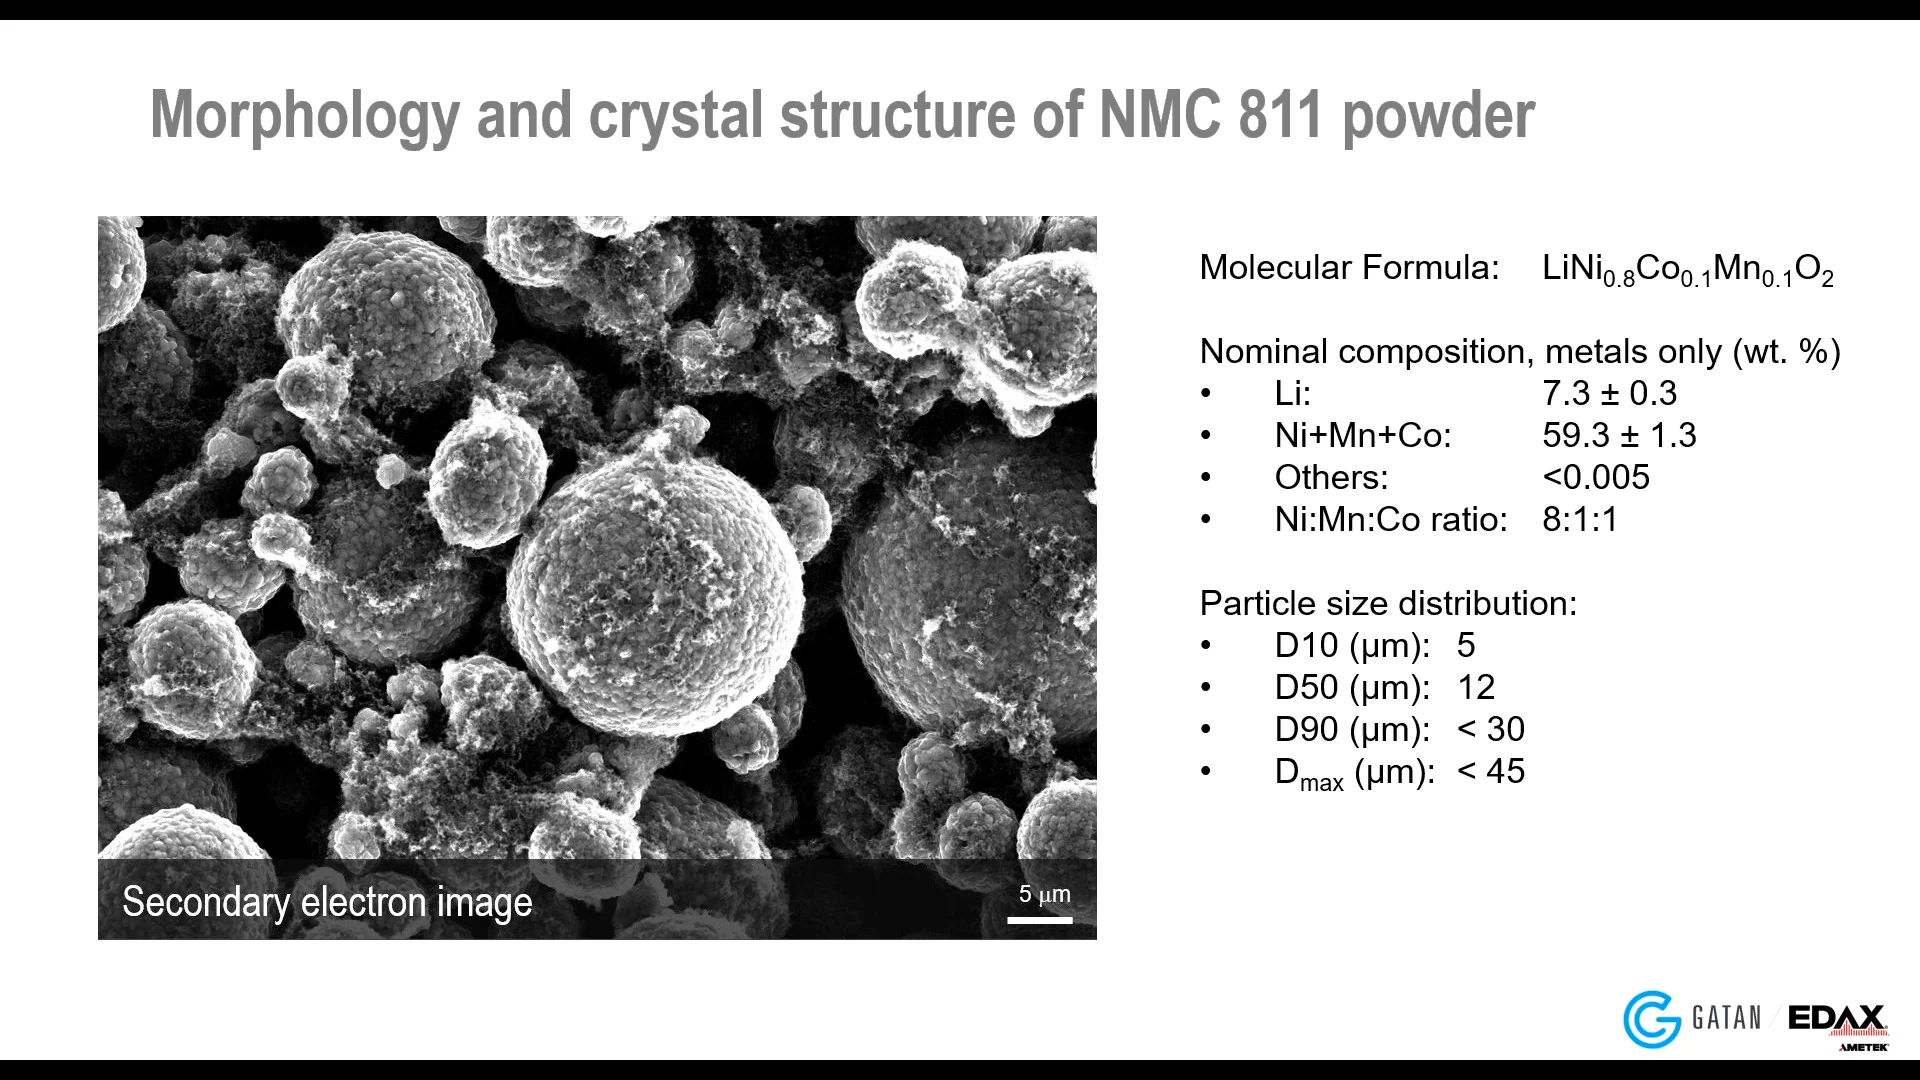 Morphology and crystal structure of NMC 811 powder
Molecular Formula: LiNi0.8Co0.1Mn0.1O2
Nominal composition, metals only (wt. %)
• Li: 7.3 ± 0.3
• Ni+Mn+Co: 59.3 ± 1.3
• Others: <0.005
• Ni:Mn:Co ratio: 8:1:1
Particle size distribution:
• D10 (μm): 5
• D50 (μm): 12
• D90 (μm): < 30
• Dmax (μm): < 45
Secondary electron image
5 μm
GATAN / EDAX
AMETEK